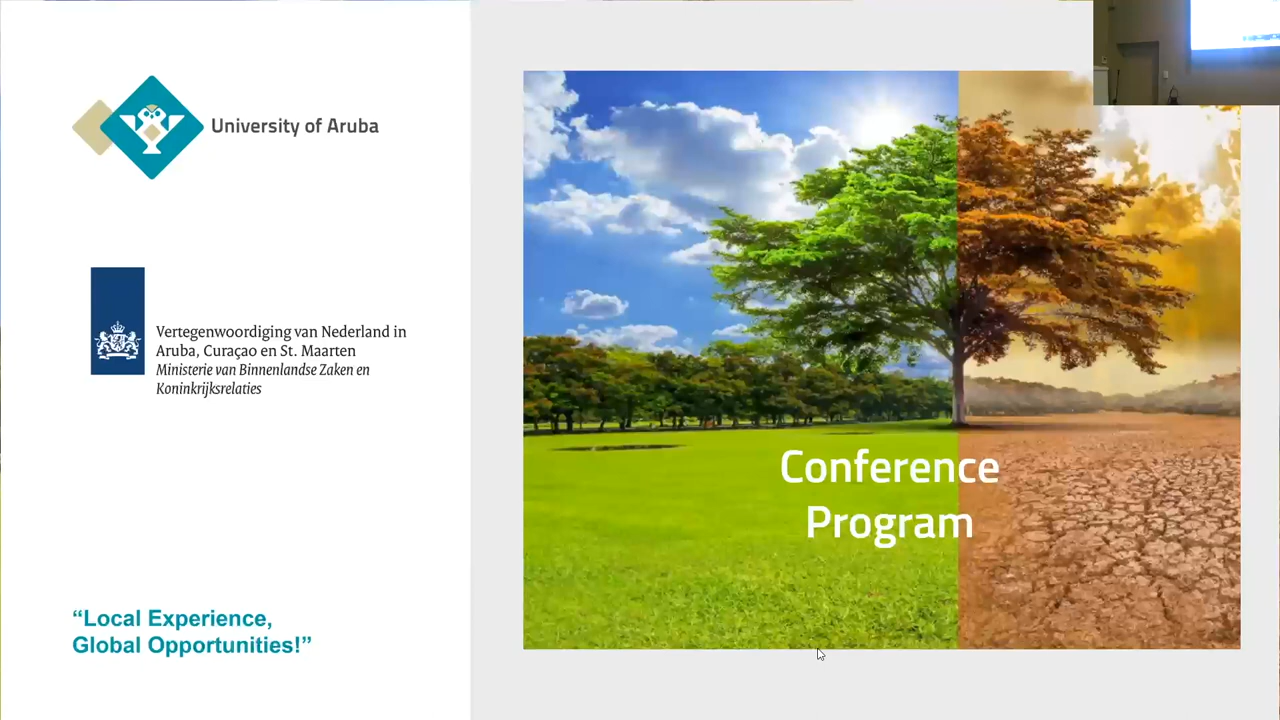 University of Aruba
Vertegenwoordiging van Nederland in
Aruba, Curaçao en St. Maarten
Ministerie van Binnenlandse Zaken en
Koninkrijksrelaties
Conference
Program
“Local Experience,
Global Opportunities!”